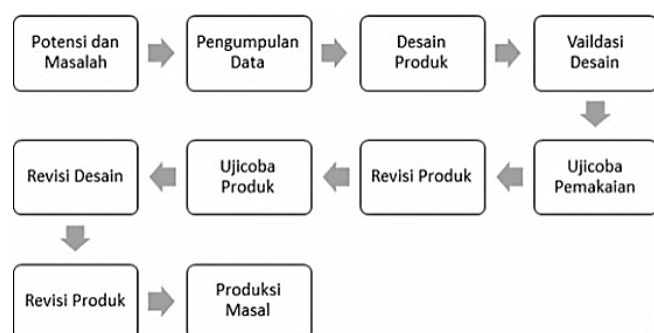 Potensi dan
Masalah
Pengumpulan
Data
Desain
Produk
Vaildasi
Desain
Ujicoba
Pemakaian
Revisi Produk
Ujicoba
Produk
Revisi Desain
Revisi Produk
Produksi
Masal